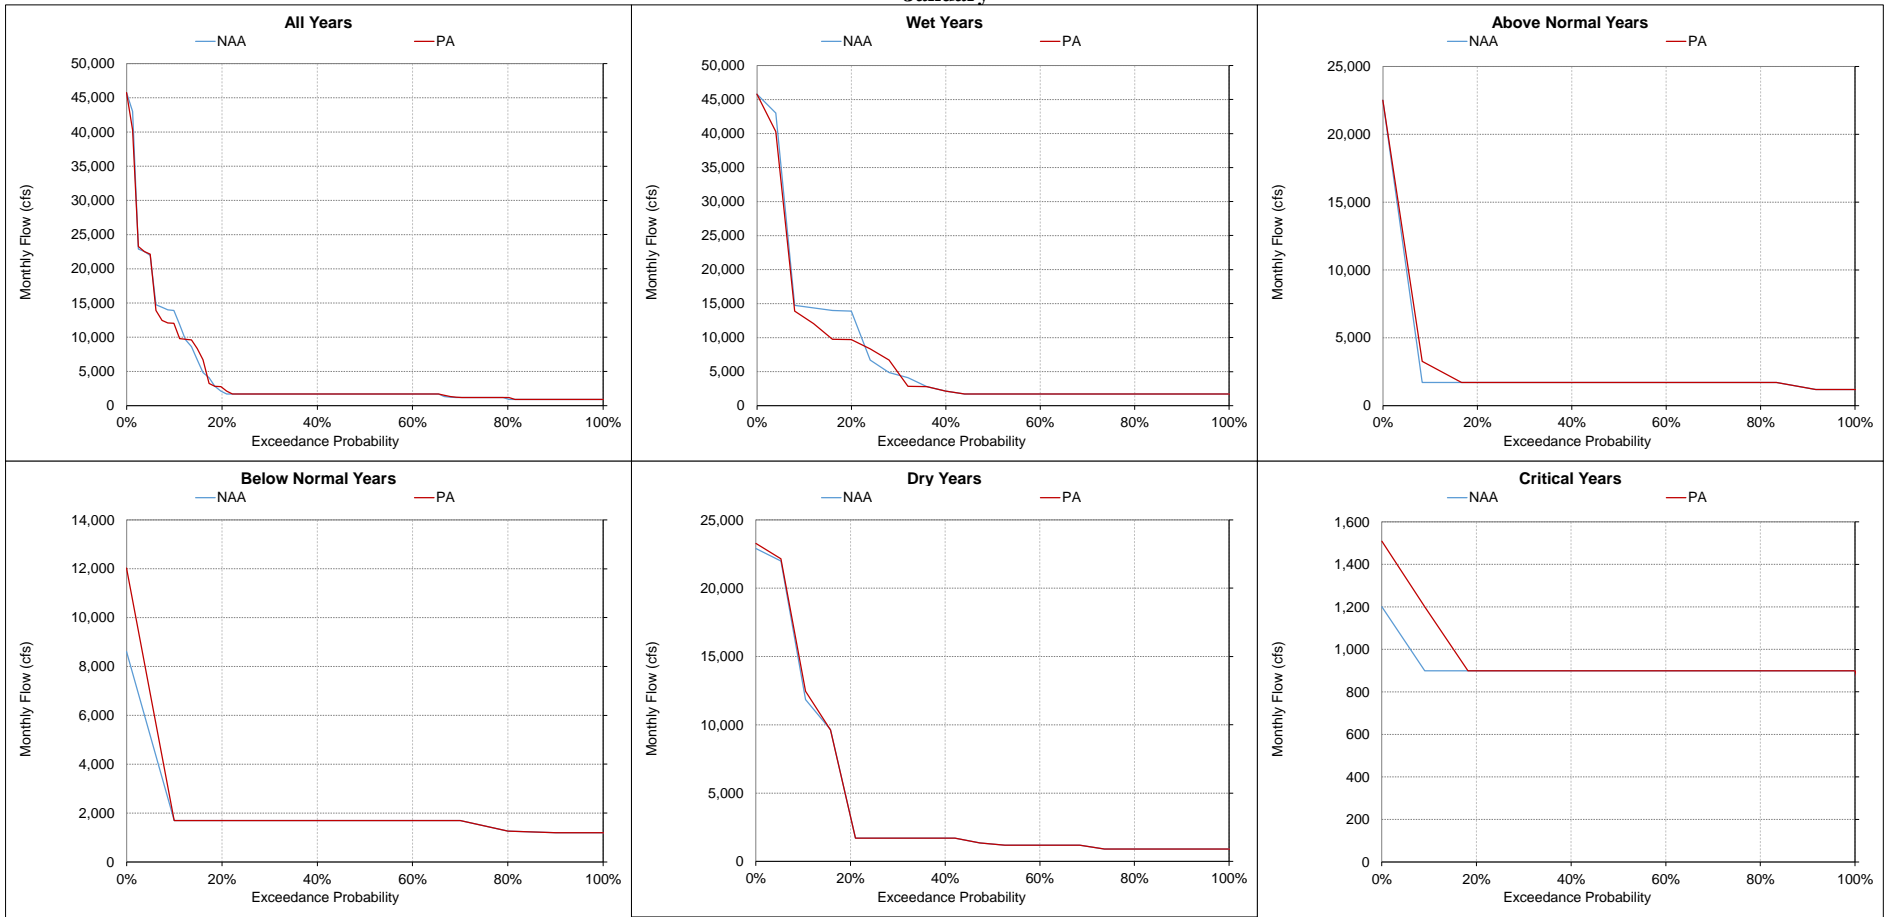 All Years
NAA PA
50,000
45,000
40,000
35,000
30,000
25,000
20,000
15,000
10,000
5,000
0
Monthly Flow (cfs)
0% 20% 40% 60% 80% 100%
Exceedance Probability
Wet Years
NAA PA
50,000
45,000
40,000
35,000
30,000
25,000
20,000
15,000
10,000
5,000
0
Monthly Flow (cfs)
0% 20% 40% 60% 80% 100%
Exceedance Probability
Above Normal Years
NAA PA
25,000
20,000
15,000
10,000
5,000
0
Monthly Flow (cfs)
0% 20% 40% 60% 80% 100%
Exceedance Probability
Below Normal Years
NAA PA
14,000
12,000
10,000
8,000
6,000
4,000
2,000
0
Monthly Flow (cfs)
0% 20% 40% 60% 80% 100%
Exceedance Probability
Dry Years
NAA PA
25,000
20,000
15,000
10,000
5,000
0
Monthly Flow (cfs)
0% 20% 40% 60% 80% 100%
Exceedance Probability
Critical Years
NAA PA
1,600
1,400
1,200
1,000
800
600
400
200
0
Monthly Flow (cfs)
0% 20% 40% 60% 80% 100%
Exceedance Probability